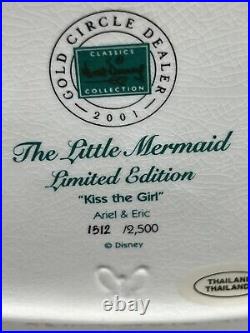 GOLD CIRCLE DEALER
CLASSICS
Walt Disney
COLLECTION
2001
The Little Mermaid
Limited Edition
"Kiss the Girl"
Ariel & Eric
1512 /2,500
© Disney
THAILAND
THAILAND